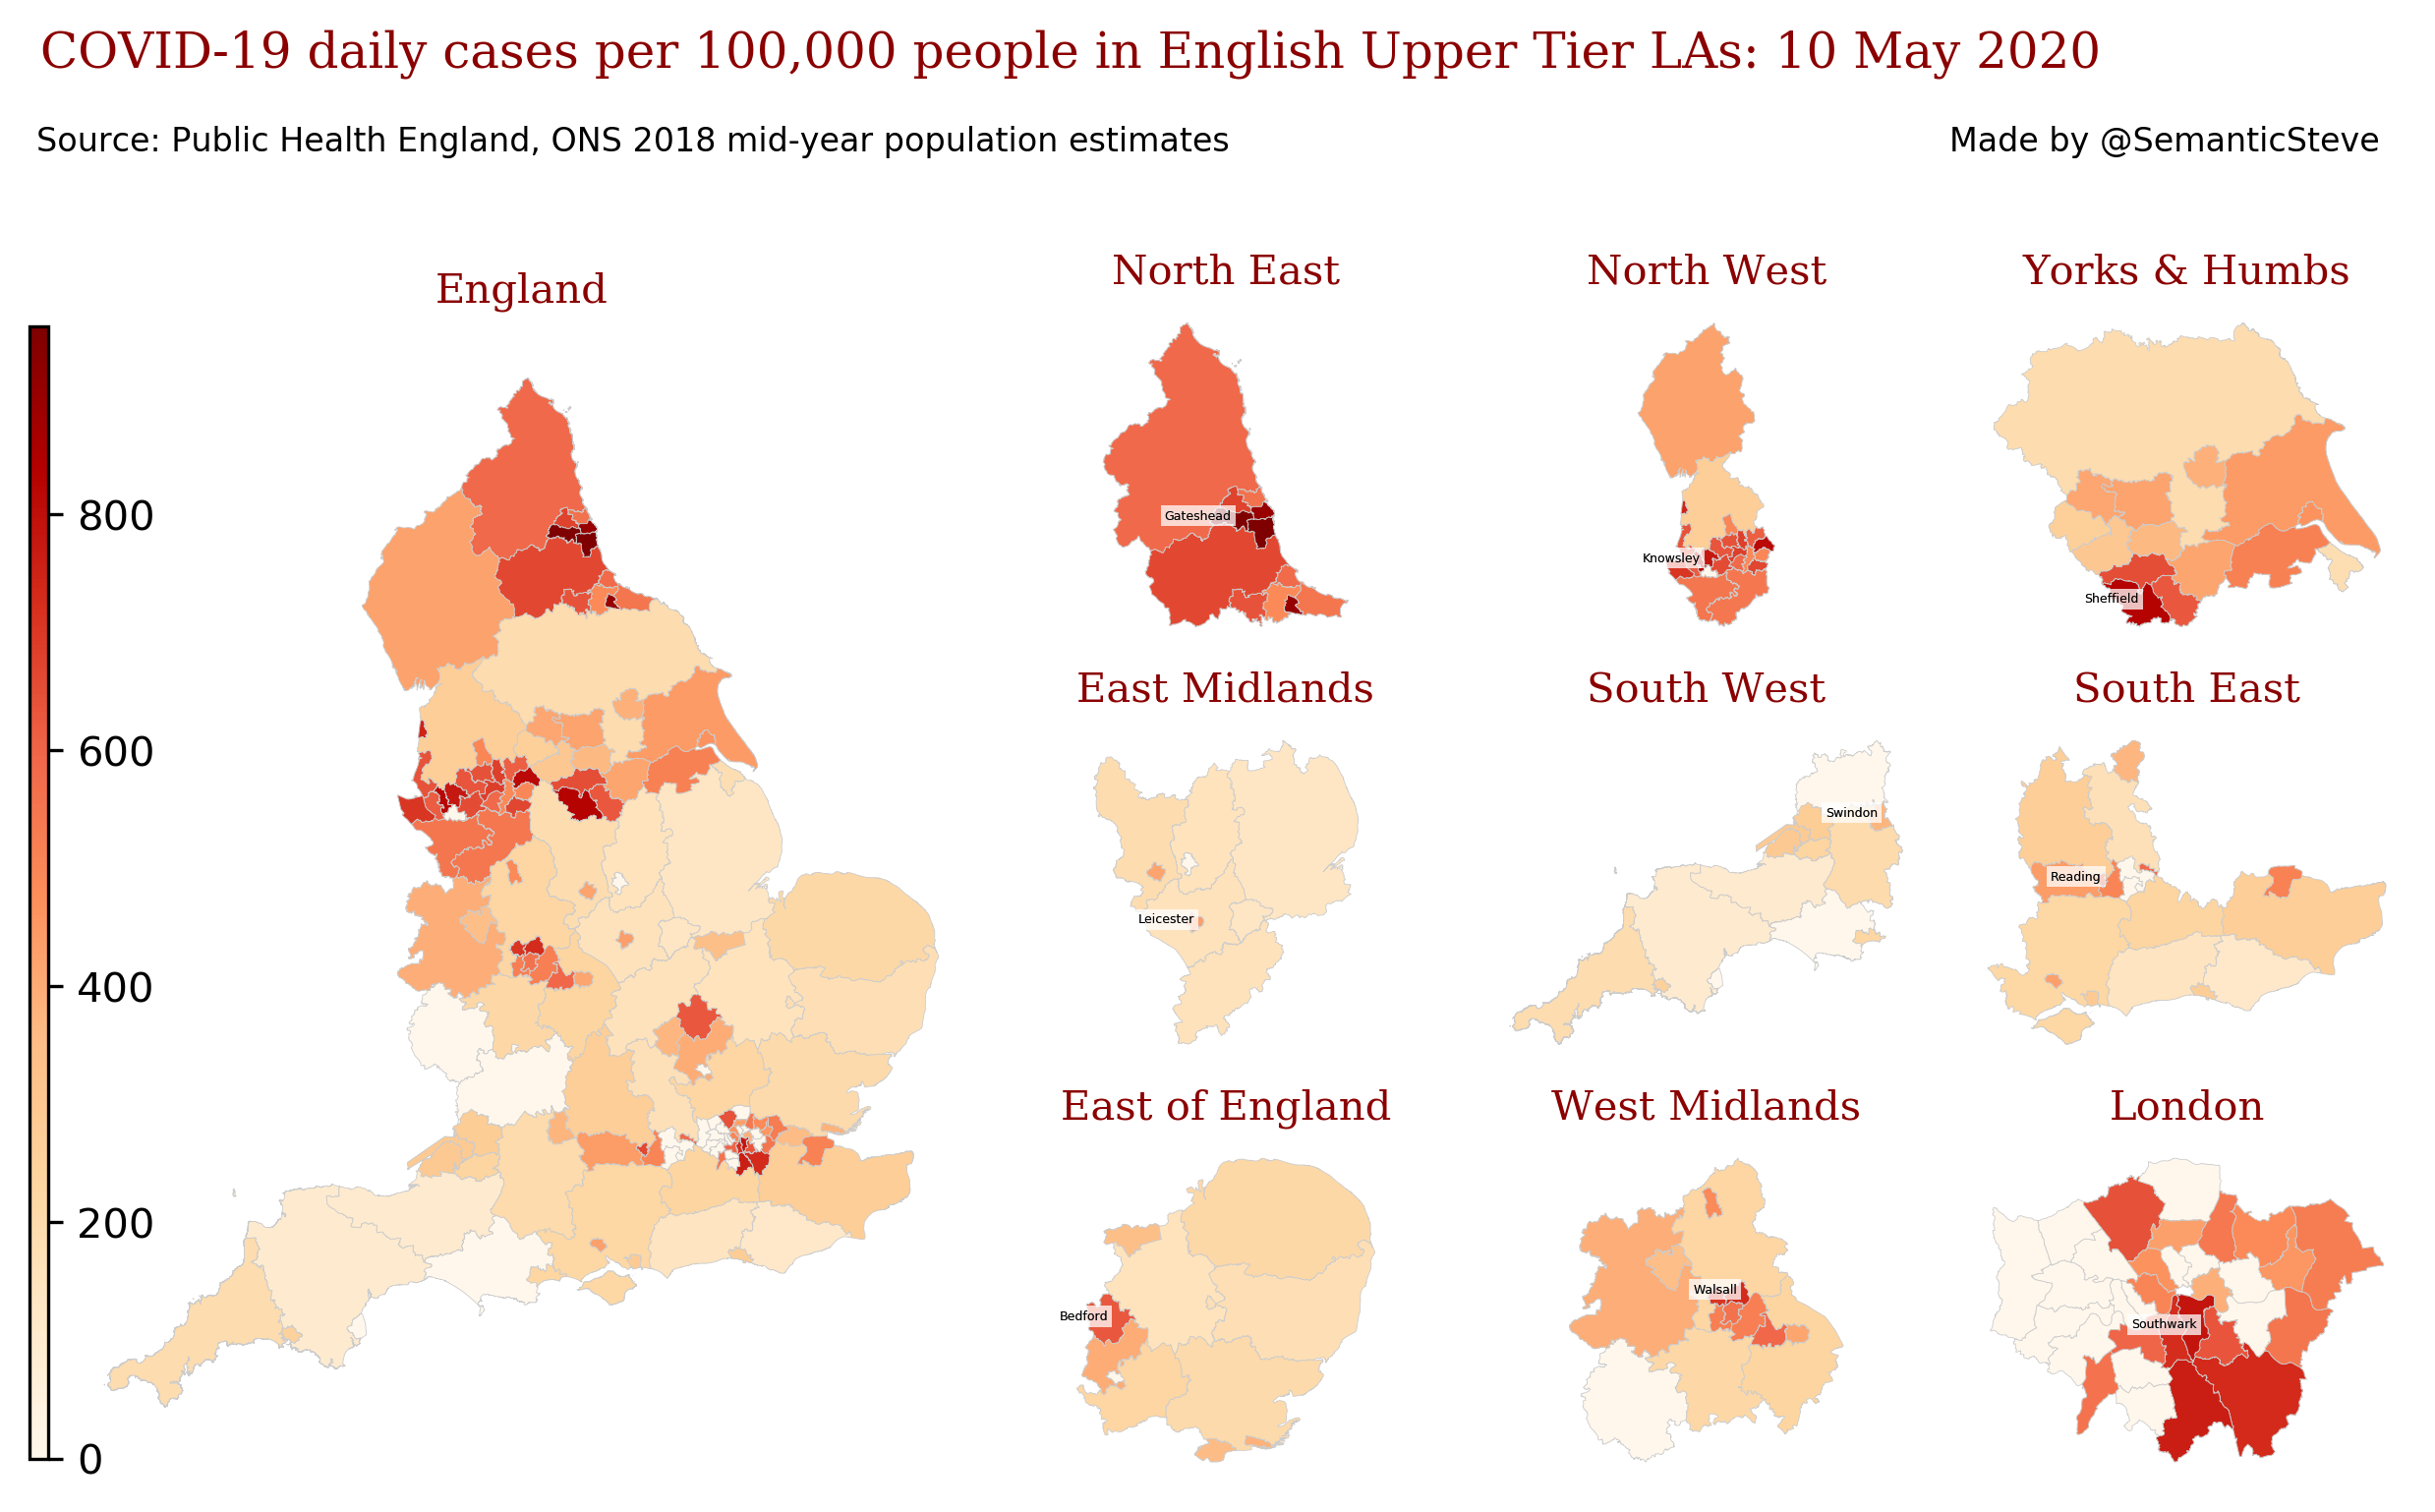 COVID-19 daily cases per 100,000 people in English Upper Tier LAs: 10 May 2020
Source: Public Health England, ONS 2018 mid-year population estimates
Made by @SemanticSteve
England
800
600
400
200
0
North East
Gateshead
North West
Knowsley
Yorks & Humbs
Sheffield
East Midlands
Leicester
South West
Swindon
South East
Reading
East of England
Bedford
West Midlands
Walsall
London
Southwark